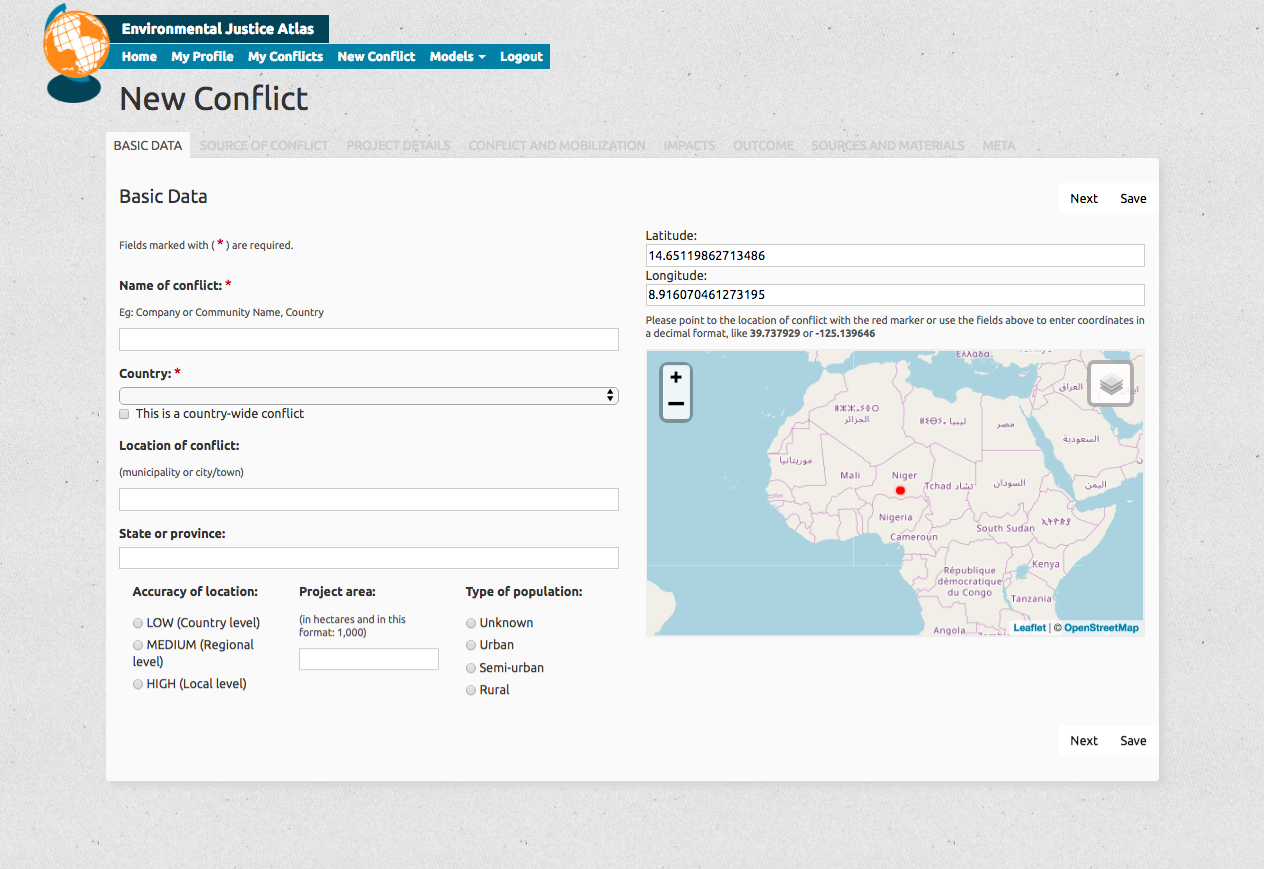 Environmental Justice Atlas
Home My Profile My Conflicts New Conflict Models Logout
New Conflict
BASIC DATA SOURCE OF CONFLICT PROJECT DETAILS CONFLICT AND MOBILIZATION IMPACTS OUTCOME SOURCES AND MATERIALS META
Basic Data
Next Save
Fields marked with ( * ) are required.
Name of conflict: *
Eg: Company or Community Name, Country
Country: *
This is a country-wide conflict
Location of conflict:
(municipality or city/town)
State or province:
Accuracy of location:
LOW (Country level)
MEDIUM (Regional
level)
HIGH (Local level)
Project area:
(in hectares and in this
format: 1,000)
Type of population:
Unknown
Urban
Semi-urban
Rural
Latitude:
14.65119862713486
Longitude:
8.916070461273195
Please point to the location of conflict with the red marker or use the fields above to enter coordinates in
a decimal format, like 39.737929 or -125.139646
+
−
Ελλάδα
العراق
الجزائر
ليبيا
مصر
السعودية
موريتانيا
Mali
Niger
Tchad تشاد
السودان
اليمن
Nigeria
South Sudan
Cameroun
Kenya
République
démocratique
du Congo
Tanzania
Angola
Leaflet | © OpenStreetMap
Next Save